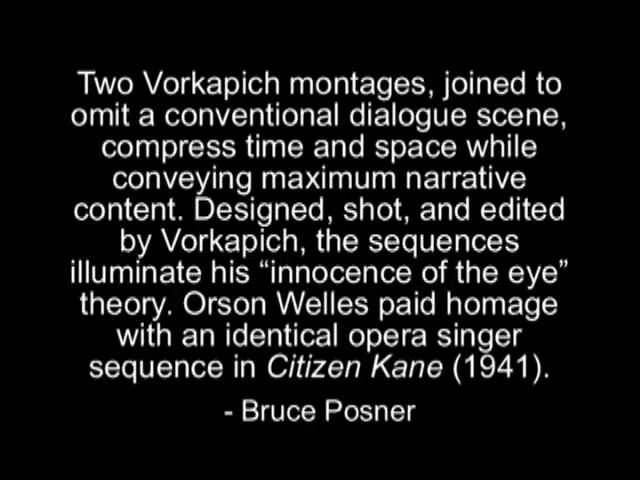 Two Vorkapich montages, joined to
omit a conventional dialogue scene,
compress time and space while
conveying maximum narrative
content. Designed, shot, and edited
by Vorkapich, the sequences
illuminate his “innocence of the eye”
theory. Orson Welles paid homage
with an identical opera singer
sequence in Citizen Kane (1941).
- Bruce Posner